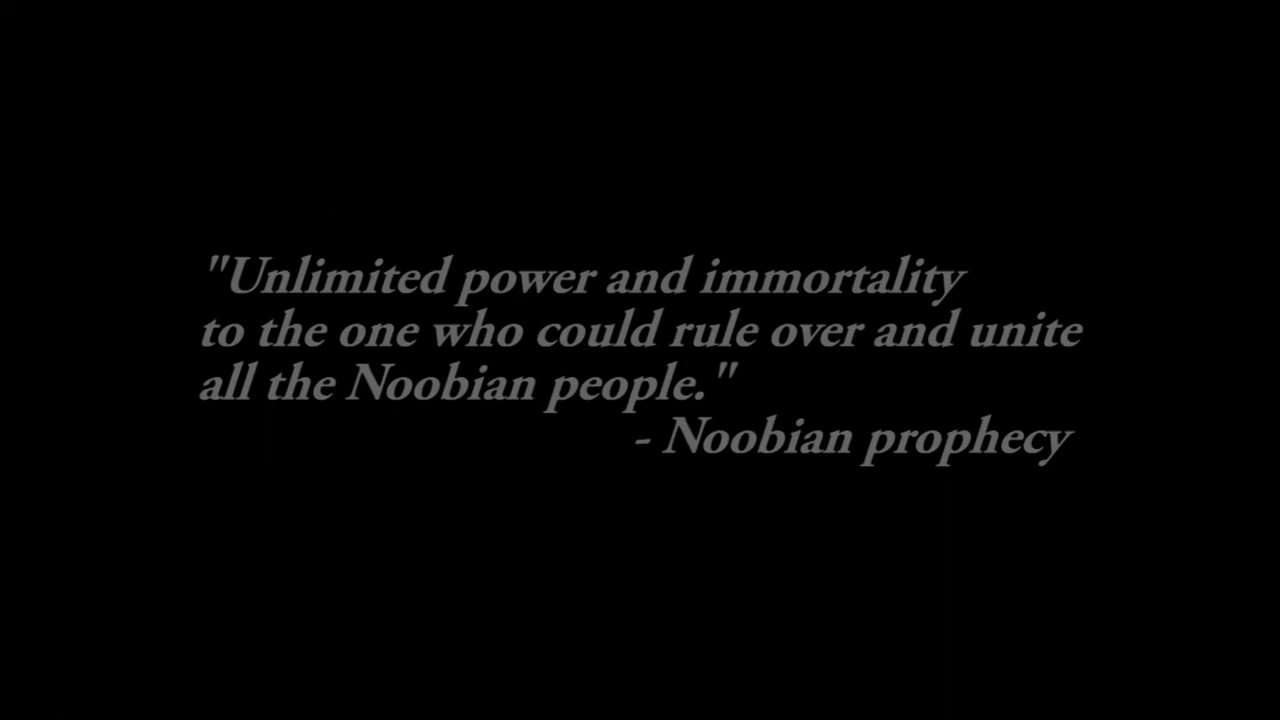 "Unlimited power and immortality
to the one who could rule over and unite
all the Noobian people."
- Noobian prophecy